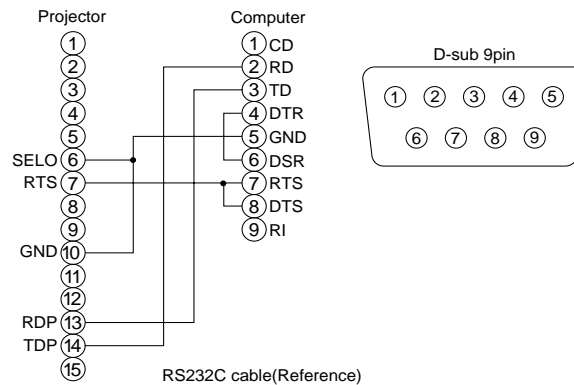 Projector Computer
D-sub 9pin
1 1 CD
2 2 RD
3 3 TD
4 4 DTR
5 5 GND
SELO 6 6 DSR
RTS 7 7 RTS
8 8 DTS
9 9 RI
GND 10
11
12
RDP 13
TDP 14
15
1 2 3 4 5
6 7 8 9
RS232C cable(Reference)